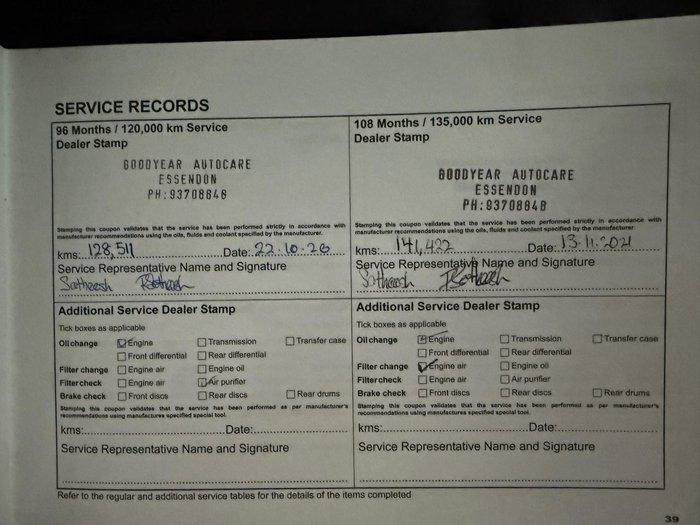 SERVICE RECORDS
96 Months / 120,000 km Service
Dealer Stamp
GOODYEAR AUTOCARE
ESSENDON
PH:93708848
Stamping this coupon validates that the service has been performed strictly in accordance with
manufacturer recommendations using the oils, fluids and coolant specified by the manufacturer.
kms: 128,511 Date: 22.10.20
Service Representative Name and Signature
Satheesh
Additional Service Dealer Stamp
Tick boxes as applicable
Oil change Engine Transmission Transfer case
Front differential Rear differential
Filter change Engine air Engine oil
Filter check Engine air Air purifier
Brake check Front discs Rear discs Rear drums
Stamping this coupon validates that the service has been performed as per manufacturer's
recommendations using manufactures specified special tool.
kms: Date:
Service Representative Name and Signature
108 Months / 135,000 km Service
Dealer Stamp
GOODYEAR AUTOCARE
ESSENDON
PH:93708848
Stamping this coupon validates that the service has been performed strictly in accordance with
manufacturer recommendations using the oils, fluids and coolant specified by the manufacturer
kms: 141,422 Date: 13.11.2021
Service Representative Name and Signature
Satheesh
Additional Service Dealer Stamp
Tick boxes as applicable
Oil change Engine Transmission Transfer case
Front differential Rear differential
Filter change Engine air Engine oil
Filter check Engine air Air purifier
Brake check Front discs Rear discs Rear drums
Stamping this coupon validates that the service has been performed as per manufacturer's
recommendations using manufactures specified special tool.
kms: Date:
Service Representative Name and Signature
Refer to the regular and additional service tables for the details of the items completed
39